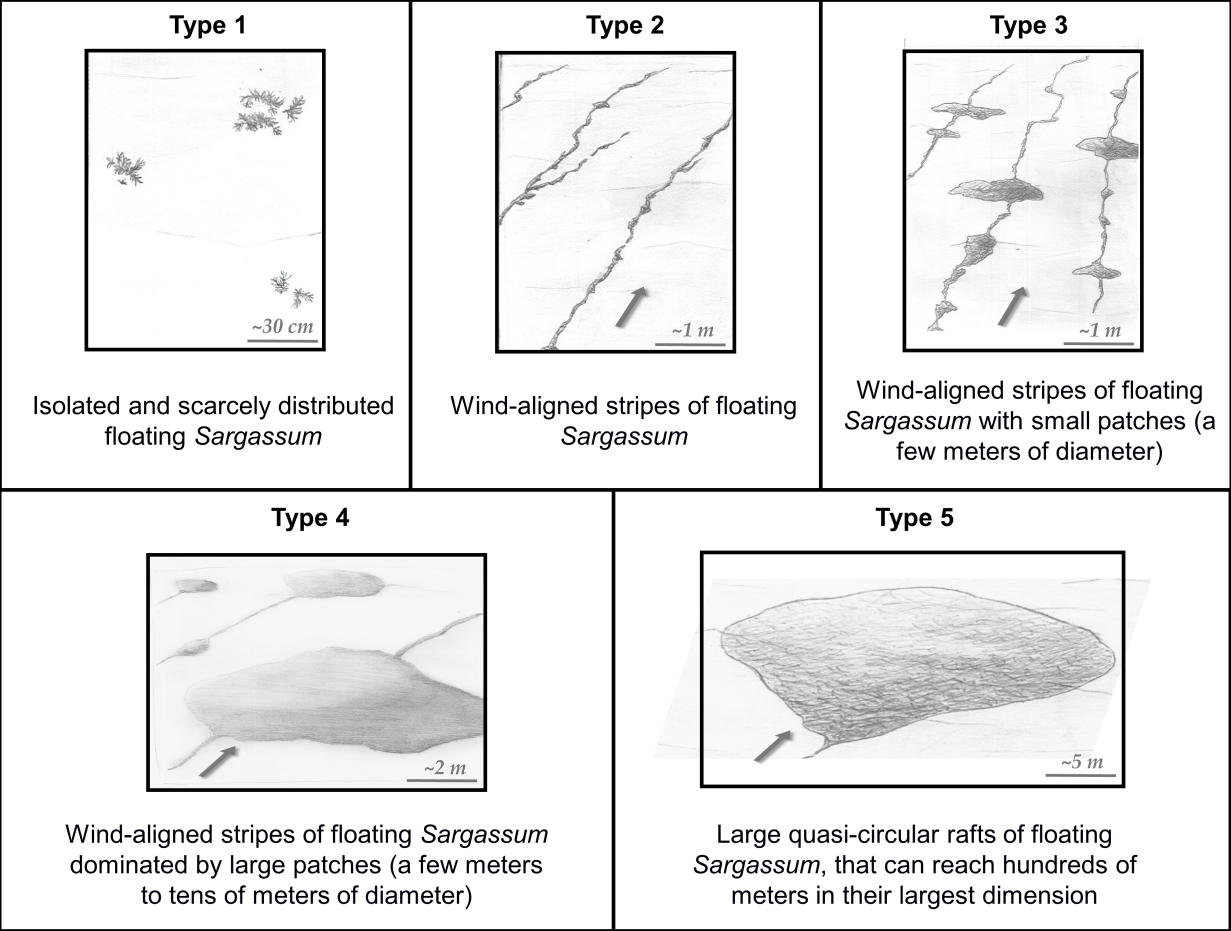 Type 1
~30 cm
Isolated and scarcely distributed
floating Sargassum
Type 2
~1 m
Wind-aligned stripes of floating
Sargassum
Type 3
~1 m
Wind-aligned stripes of floating
Sargassum with small patches (a
few meters of diameter)
Type 4
~2 m
Wind-aligned stripes of floating Sargassum
dominated by large patches (a few meters
to tens of meters of diameter)
Type 5
~5 m
Large quasi-circular rafts of floating
Sargassum, that can reach hundreds of
meters in their largest dimension